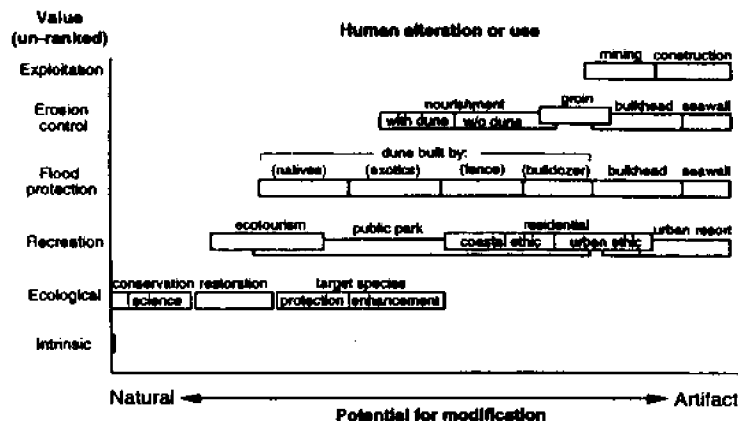 Value
(un-ranked)
Human alteration or use
Exploitation
mining construction
Erosion
control
nourishment
groin
bulkhead seawall
with dune w/o dune
dune built by:
Flood
protection
(natives) (exotics) (fence) (bulldozer) bulkhead seawall
Recreation
ecotourism
public park
residential
urban resort
coastal ethic urban ethic
Ecological
conservation restoration target species
science protection enhancement
Intrinsic
Natural Artifact
Potential for modification